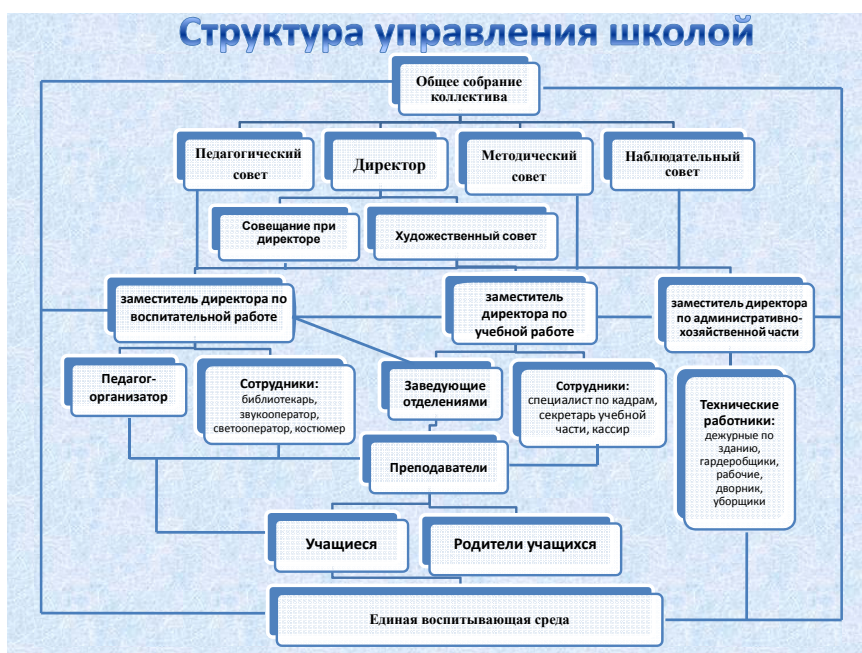 Структура управления школой
Общее собрание
коллектива
Педагогический
совет
Директор
Методический
совет
Наблюдательный
совет
Совещание при
директоре
Художественный совет
заместитель директора по
воспитательной работе
заместитель
директора по
учебной работе
заместитель директора
по административно-
хозяйственной части
Педагог-
организатор
Сотрудники:
библиотекарь,
звукооператор,
светооператор, костюмер
Заведующие
отделениями
Сотрудники:
специалист по кадрам,
секретарь учебной
части, кассир
Технические
работники:
дежурные по
зданию,
гардеробщики,
рабочие,
дворник,
уборщики
Преподаватели
Учащиеся
Родители учащихся
Единая воспитывающая среда